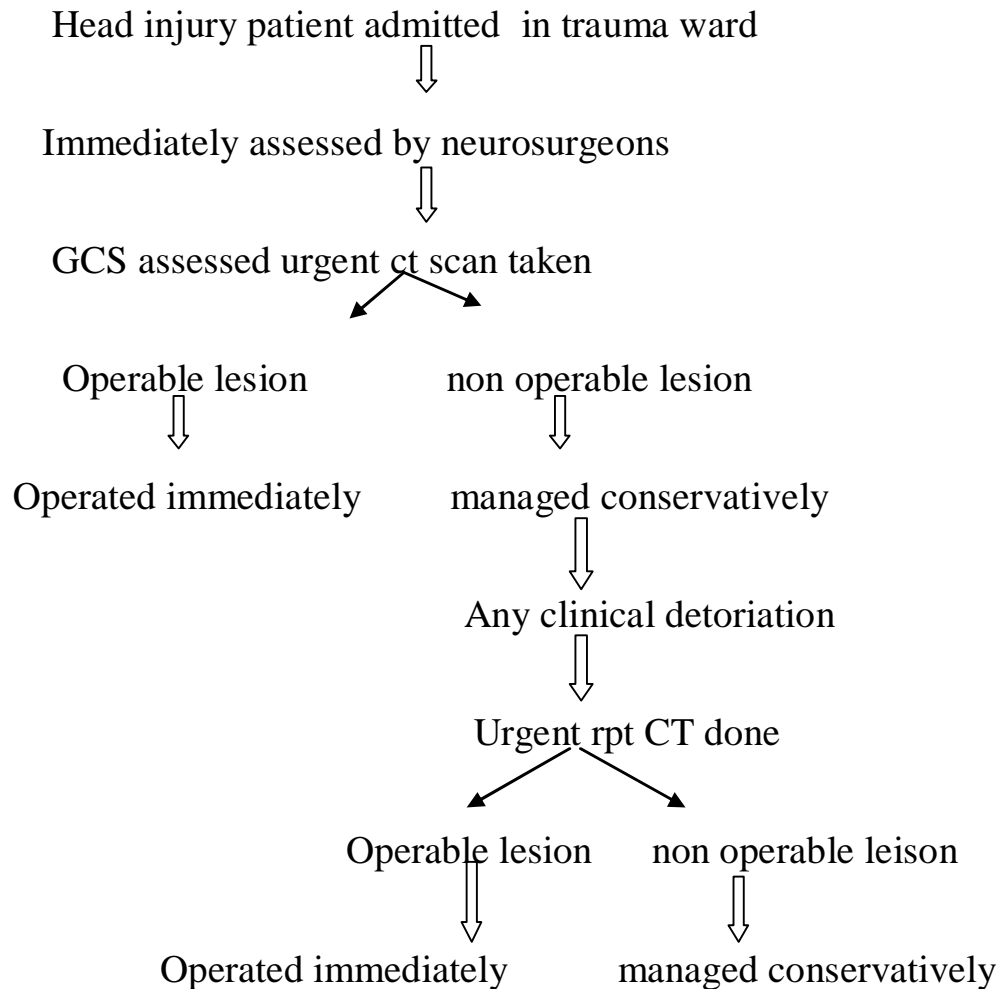 Head injury patient admitted in trauma ward
Immediately assessed by neurosurgeons
GCS assessed urgent ct scan taken
Operable lesion non operable lesion
Operated immediately managed conservatively
Any clinical detoriation
Urgent rpt CT done
Operable lesion non operable leison
Operated immediately managed conservatively